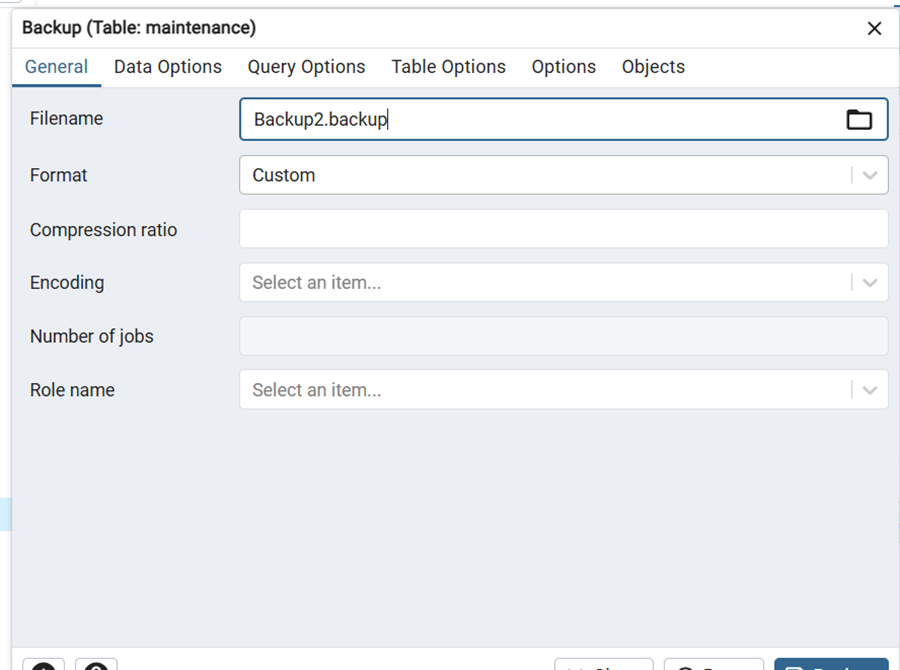 Backup (Table: maintenance)
General Data Options Query Options Table Options Options Objects
Filename Backup2.backup
Format Custom
Compression ratio
Encoding Select an item...
Number of jobs
Role name Select an item...